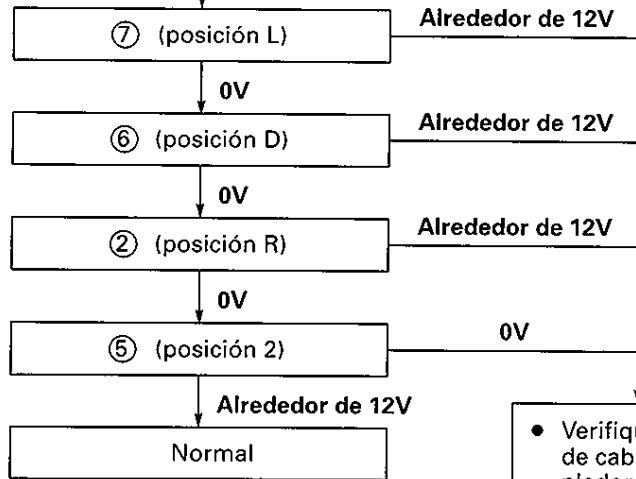 ⑦ (posición L)
Alrededor de 12V
0V
⑥ (posición D)
Alrededor de 12V
0V
② (posición R)
Alrededor de 12V
0V
⑤ (posición 2)
0V
Alrededor de 12V
Normal
● Verifiqu
de cab